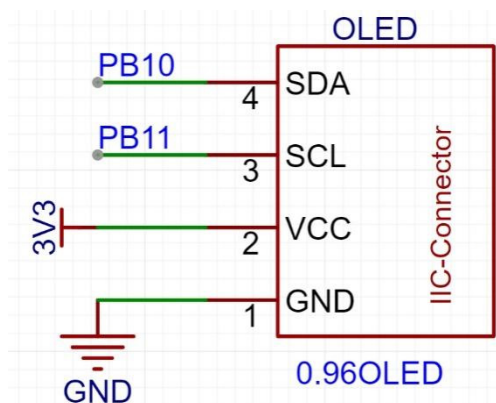 OLED
PB10
4
SDA
PB11
3
SCL
3V3
2
VCC
1
GND
GND
IIC-Connector
0.96OLED